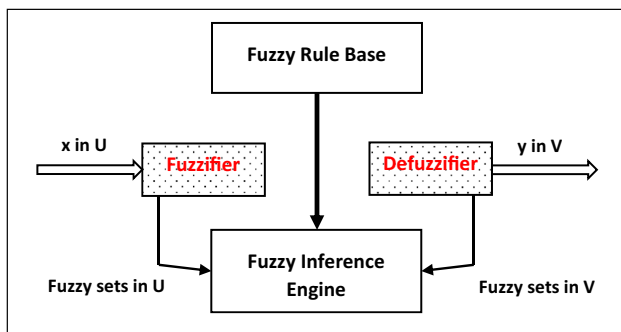 Fuzzy Rule Base
x in U
y in V
Fuzzifier
Defuzzifier
Fuzzy Inference
Engine
Fuzzy sets in U
Fuzzy sets in V